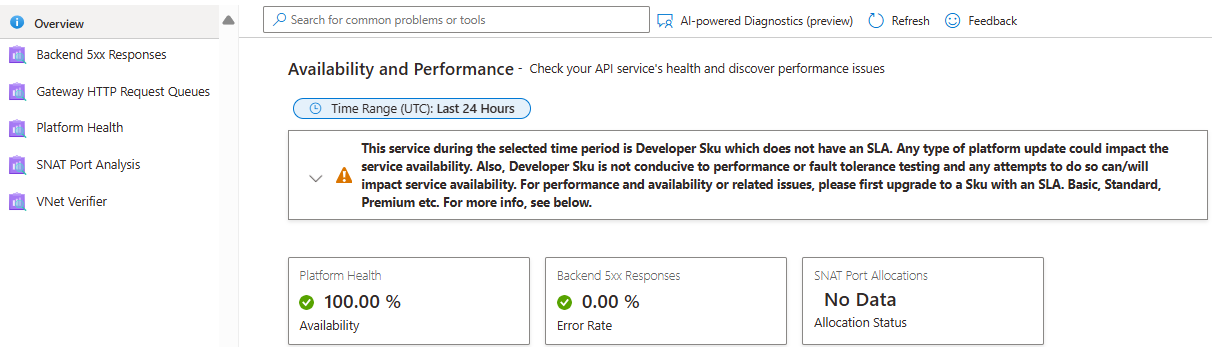 Overview
Backend 5xx Responses
Gateway HTTP Request Queues
Platform Health
SNAT Port Analysis
VNet Verifier
Search for common problems or tools
AI-powered Diagnostics (preview)
Refresh
Feedback
Availability and Performance - Check your API service's health and discover performance issues
Time Range (UTC): Last 24 Hours
This service during the selected time period is Developer Sku which does not have an SLA. Any type of platform update could impact the
service availability. Also, Developer Sku is not conducive to performance or fault tolerance testing and any attempts to do so can/will
impact service availability. For performance and availability or related issues, please first upgrade to a Sku with an SLA. Basic, Standard,
Premium etc. For more info, see below.
Platform Health
100.00 %
Availability
Backend 5xx Responses
0.00 %
Error Rate
SNAT Port Allocations
No Data
Allocation Status